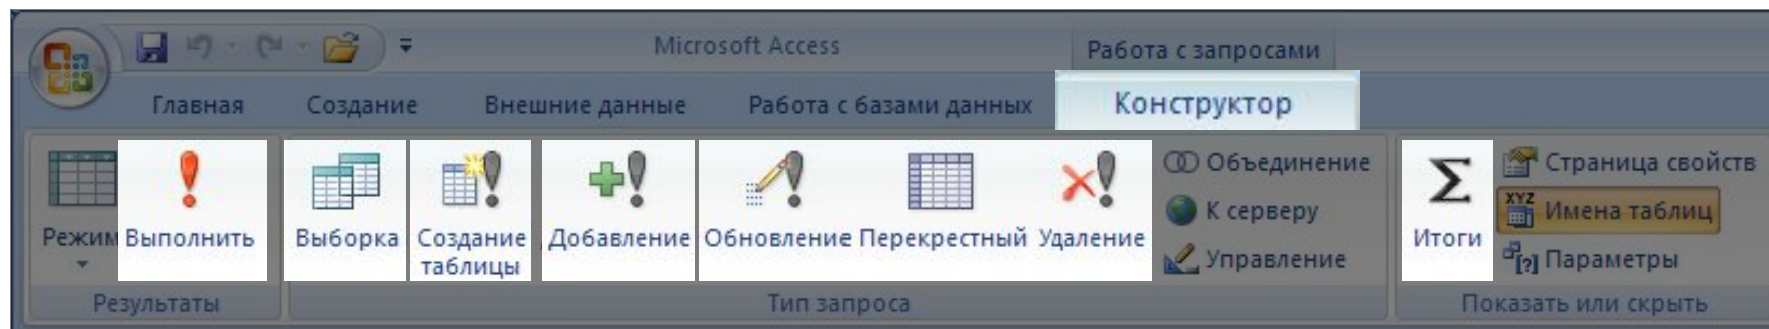 Microsoft Access
Работа с запросами
Главная Создание Внешние данные Работа с базами данных Конструктор
Режим
Выполнить
Выборка
Создание
таблицы
Добавление
Обновление
Перекрестный
Удаление
Объединение
К серверу
Управление
Итоги
Страница свойств
XYZ
Имена таблиц
[?] Параметры
Результаты
Тип запроса
Показать или скрыть